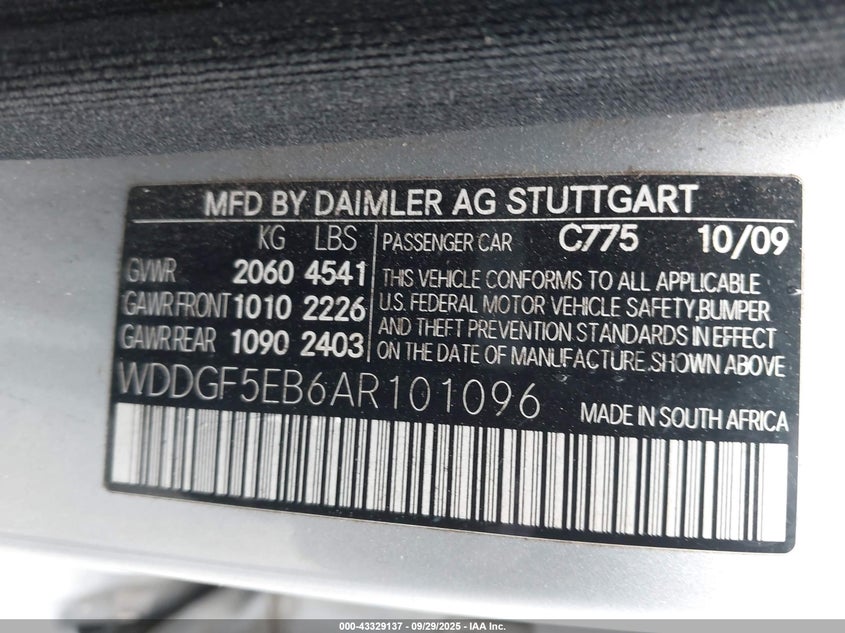 MFD BY DAIMLER AG STUTTGART
KG LBS
GVWR 2060 4541
GAWR FRONT 1010 2226
GAWR REAR 1090 2403
PASSENGER CAR C775 10/09
THIS VEHICLE CONFORMS TO ALL APPLICABLE
U.S. FEDERAL MOTOR VEHICLE SAFETY,BUMPER
AND THEFT PREVENTION STANDARDS IN EFFECT
ON THE DATE OF MANUFACTURE. SHOWN ABOVE
WDDGF5EB6AR101096
MADE IN SOUTH AFRICA
000-43329137 - 09/29/2025 - IAA Inc.